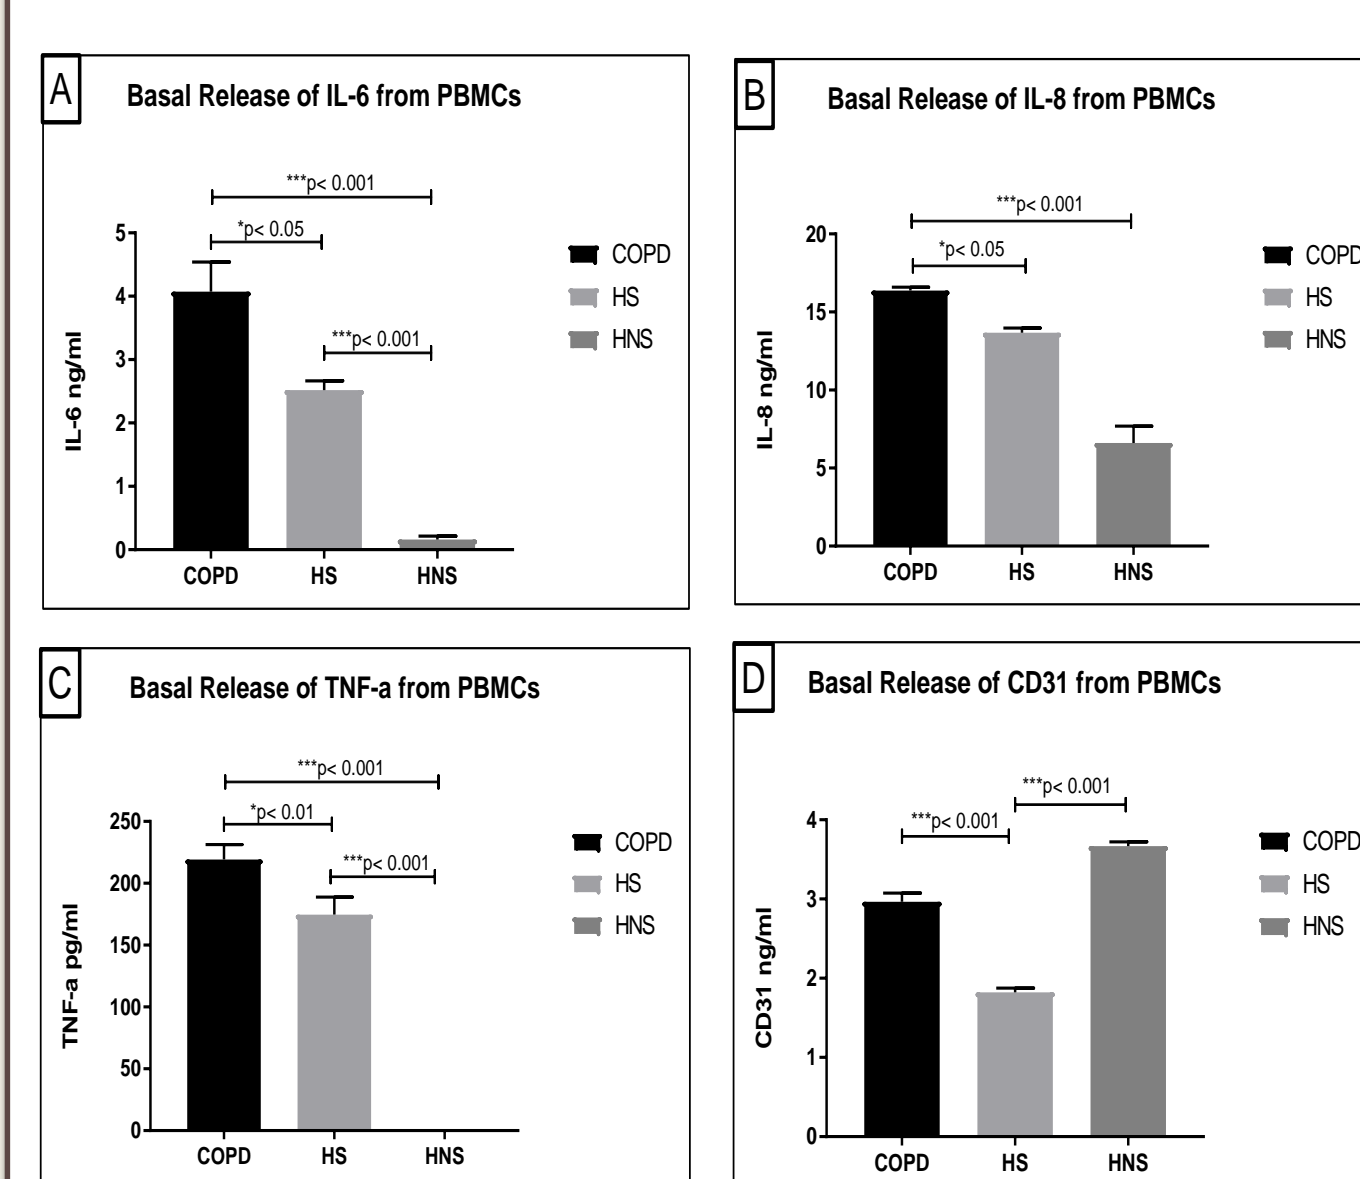 A
Basal Release of IL-6 from PBMCs
***p< 0.001
*p< 0.05
***p< 0.001
5
4
3
2
1
0
IL-6 ng/ml
COPD
HS
HNS
COPD HS HNS
B
Basal Release of IL-8 from PBMCs
***p< 0.001
*p< 0.05
20
15
10
5
0
IL-8 ng/ml
COPD
HS
HNS
COPD HS HNS
C
Basal Release of TNF-a from PBMCs
***p< 0.001
*p< 0.01
***p< 0.001
250
200
150
100
50
0
TNF-a pg/ml
COPD
HS
HNS
COPD HS HNS
D
Basal Release of CD31 from PBMCs
***p< 0.001
***p< 0.001
4
3
2
1
0
CD31 ng/ml
COPD
HS
HNS
COPD HS HNS